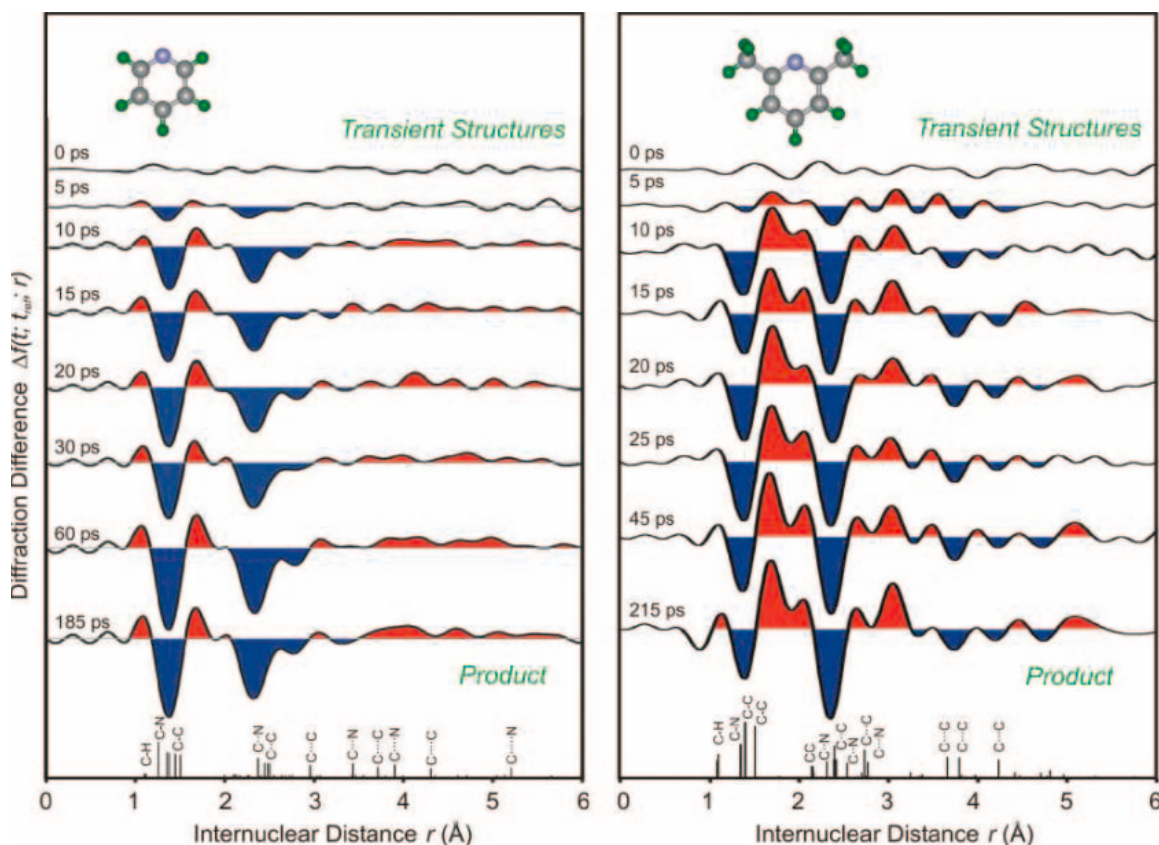 Transient Structures
0 ps
5 ps
10 ps
15 ps
20 ps
30 ps
60 ps
185 ps
Product
C-H
C-N
C-C
C··N
C··C
C···C
C···N
C···C
C···N
C····C
C·····N
0 1 2 3 4 5 6
Internuclear Distance r (Å)
Diffraction Difference Δf(t; tref; r)
Transient Structures
0 ps
5 ps
10 ps
15 ps
20 ps
25 ps
45 ps
215 ps
Product
C-H
C-N
C-C
C-C
CC
C··N
C··C
C··N
C···C
C···N
C···C
C···C
C···C
0 1 2 3 4 5 6
Internuclear Distance r (Å)